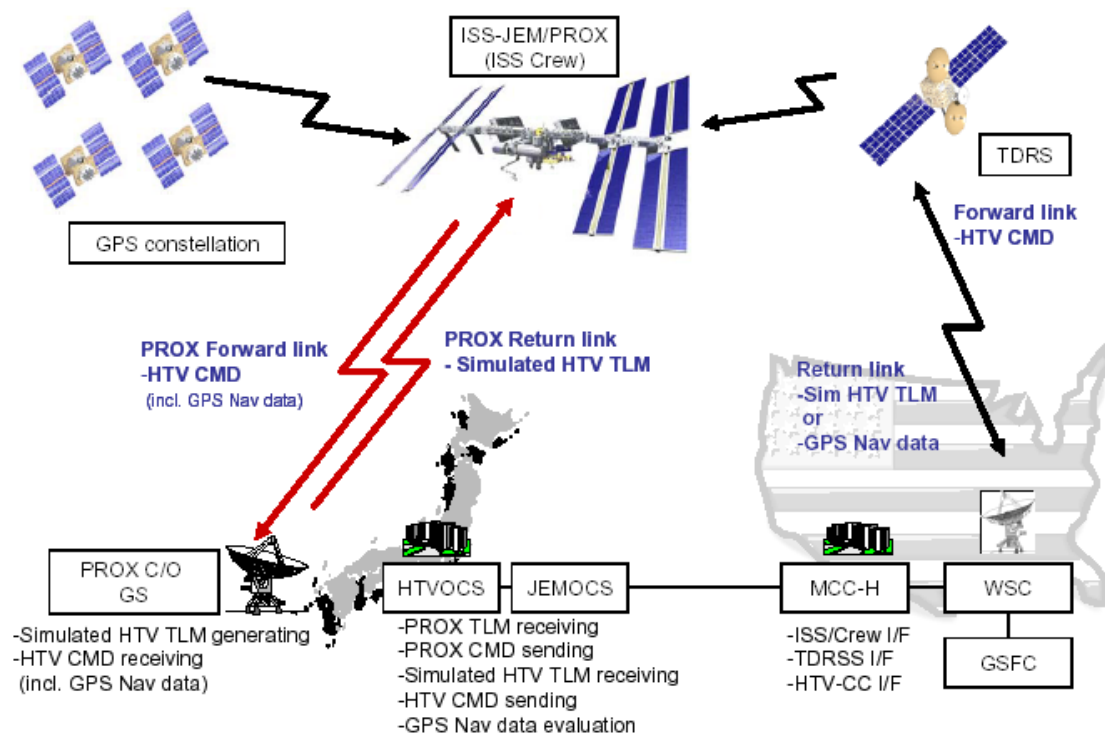 ISS-JEM/PROX
(ISS Crew)
GPS constellation
TDRS
Forward link
-HTV CMD
PROX Forward link
-HTV CMD
(incl. GPS Nav data)
PROX Return link
- Simulated HTV TLM
Return link
-Sim HTV TLM
or
-GPS Nav data
PROX C/O
GS
-Simulated HTV TLM generating
-HTV CMD receiving
(incl. GPS Nav data)
HTVOCS
JEMOCS
-PROX TLM receiving
-PROX CMD sending
-Simulated HTV TLM receiving
-HTV CMD sending
-GPS Nav data evaluation
MCC-H
-ISS/Crew I/F
-TDRSS I/F
-HTV-CC I/F
WSC
GSFC